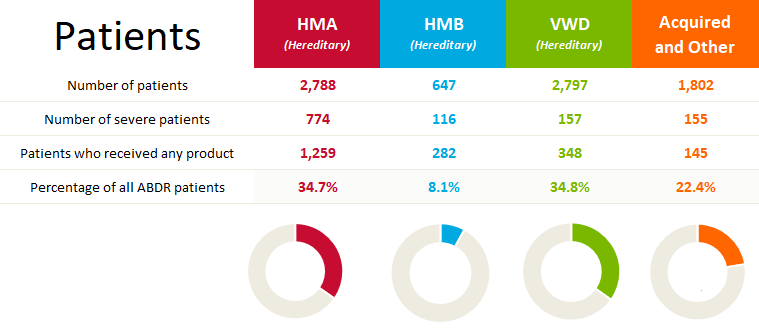 Patients
HMA HMB VWD Acquired
(Hereditary) (Hereditary) (Hereditary) and Other
Number of patients 2,788 647 2,797 1,802
Number of severe patients 774 116 157 155
Patients who received any product 1,259 282 348 145
Percentage of all ABDR patients 34.7% 8.1% 34.8% 22.4%